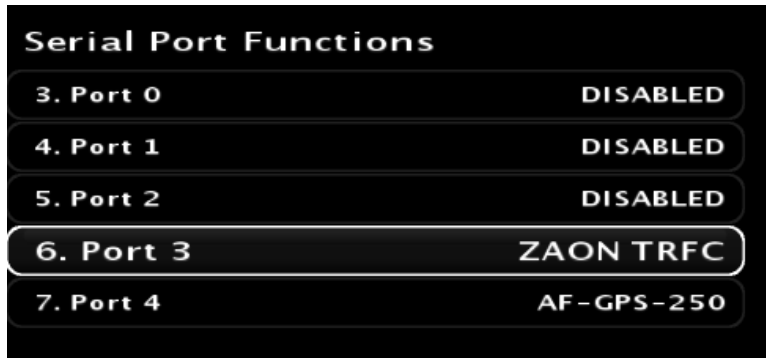 Serial Port Functions
3. Port 0 DISABLED
4. Port 1 DISABLED
5. Port 2 DISABLED
6. Port 3 ZAON TRFC
7. Port 4 AF-GPS-250